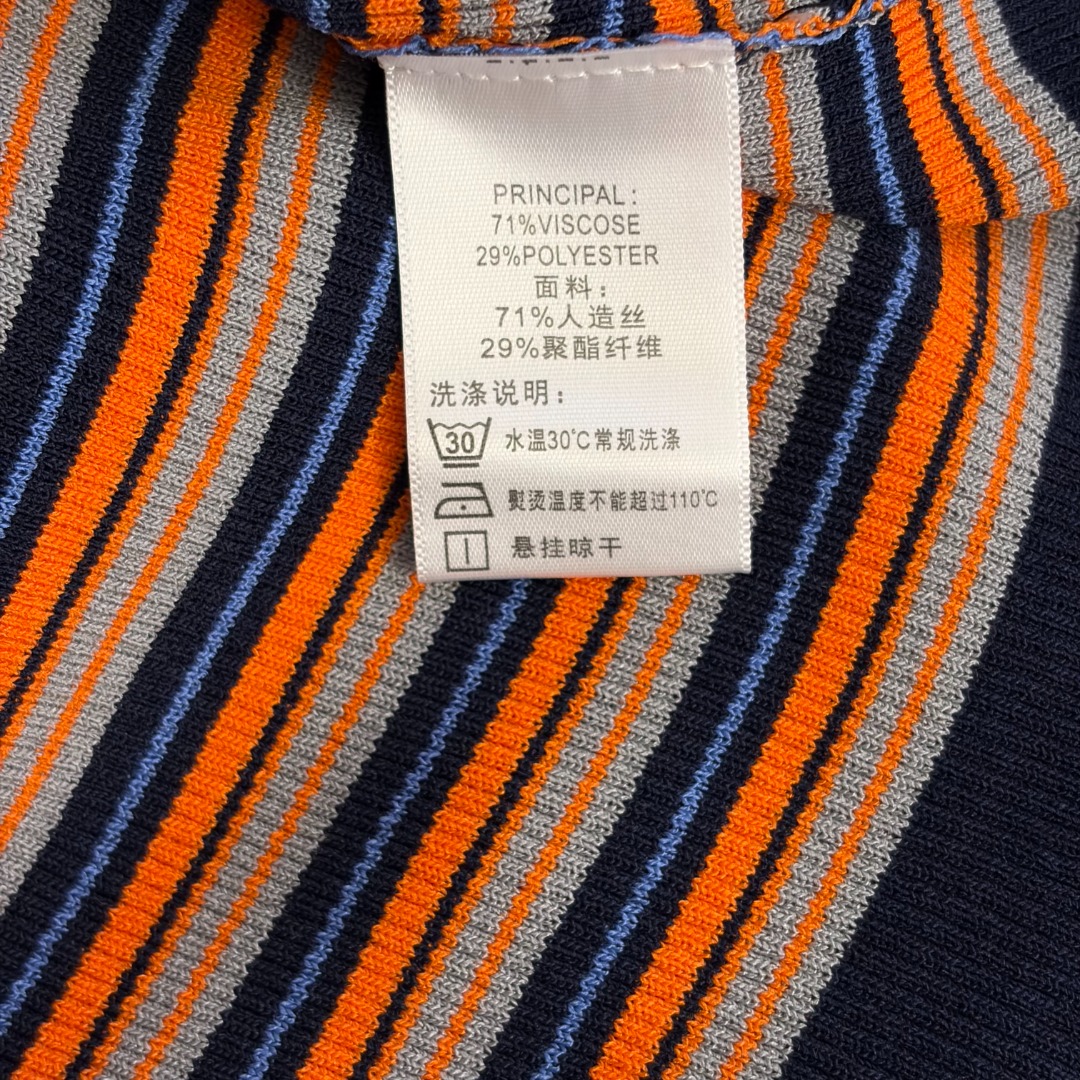 PRINCIPAL:
71%VISCOSE
29%POLYESTER
面料：
71%人造丝
29%聚酯纤维
洗涤说明：
30 水温30℃常规洗涤
熨烫温度不能超过110℃
悬挂晾干